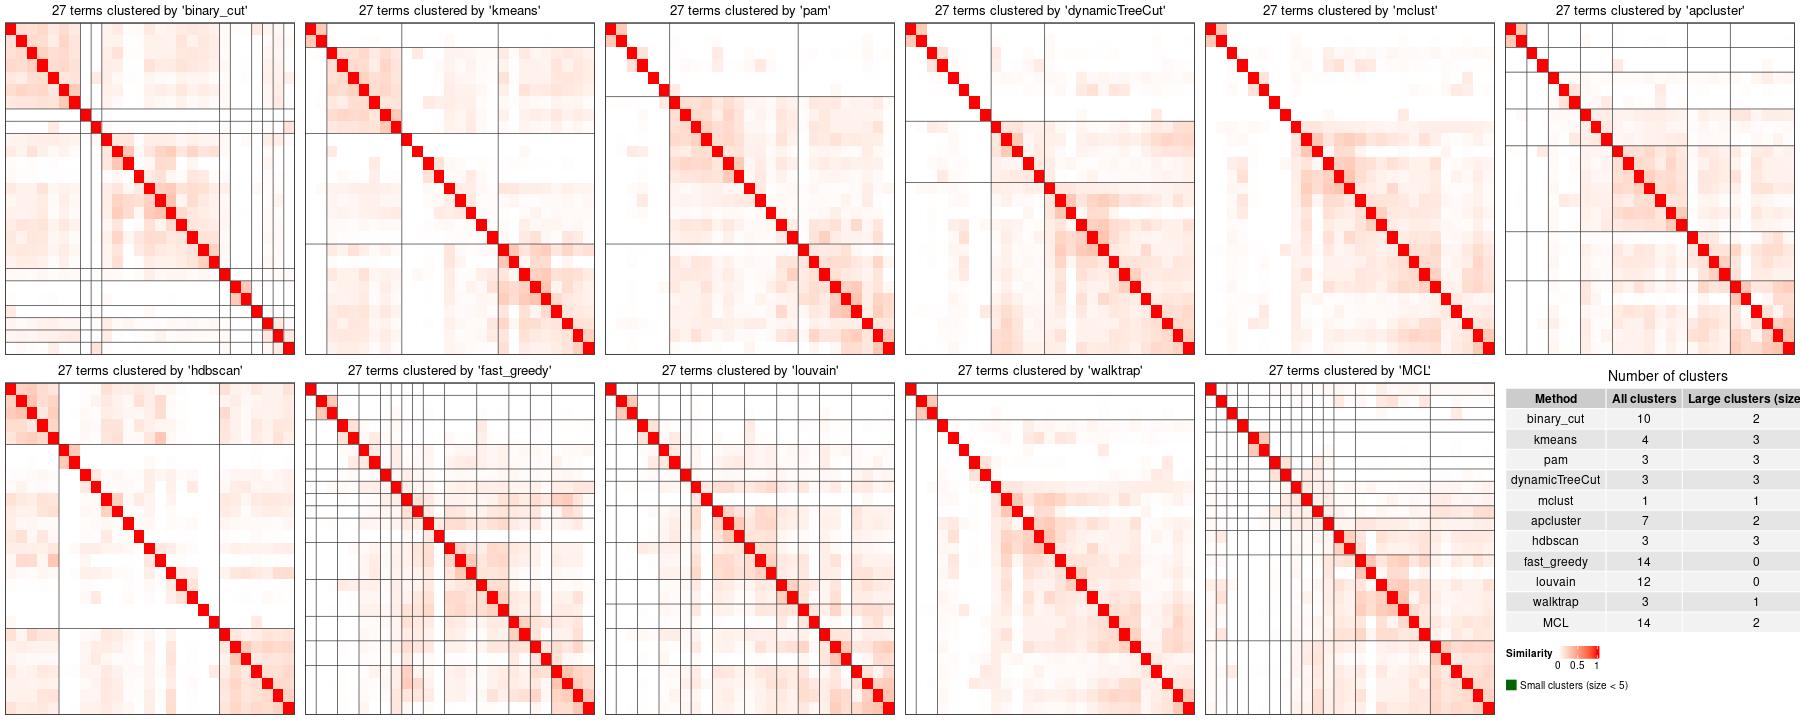 27 terms clustered by 'binary_cut'
27 terms clustered by 'kmeans'
27 terms clustered by 'pam'
27 terms clustered by 'dynamicTreeCut'
27 terms clustered by 'mclust'
27 terms clustered by 'apcluster'
27 terms clustered by 'hdbscan'
27 terms clustered by 'fast_greedy'
27 terms clustered by 'louvain'
27 terms clustered by 'walktrap'
27 terms clustered by 'MCL'
Number of clusters
Method All clusters Large clusters (size
binary_cut 10 2
kmeans 4 3
pam 3 3
dynamicTreeCut 3 3
mclust 1 1
apcluster 7 2
hdbscan 3 3
fast_greedy 14 0
louvain 12 0
walktrap 3 1
MCL 14 2
Similarity
0 0.5 1
Small clusters (size < 5)